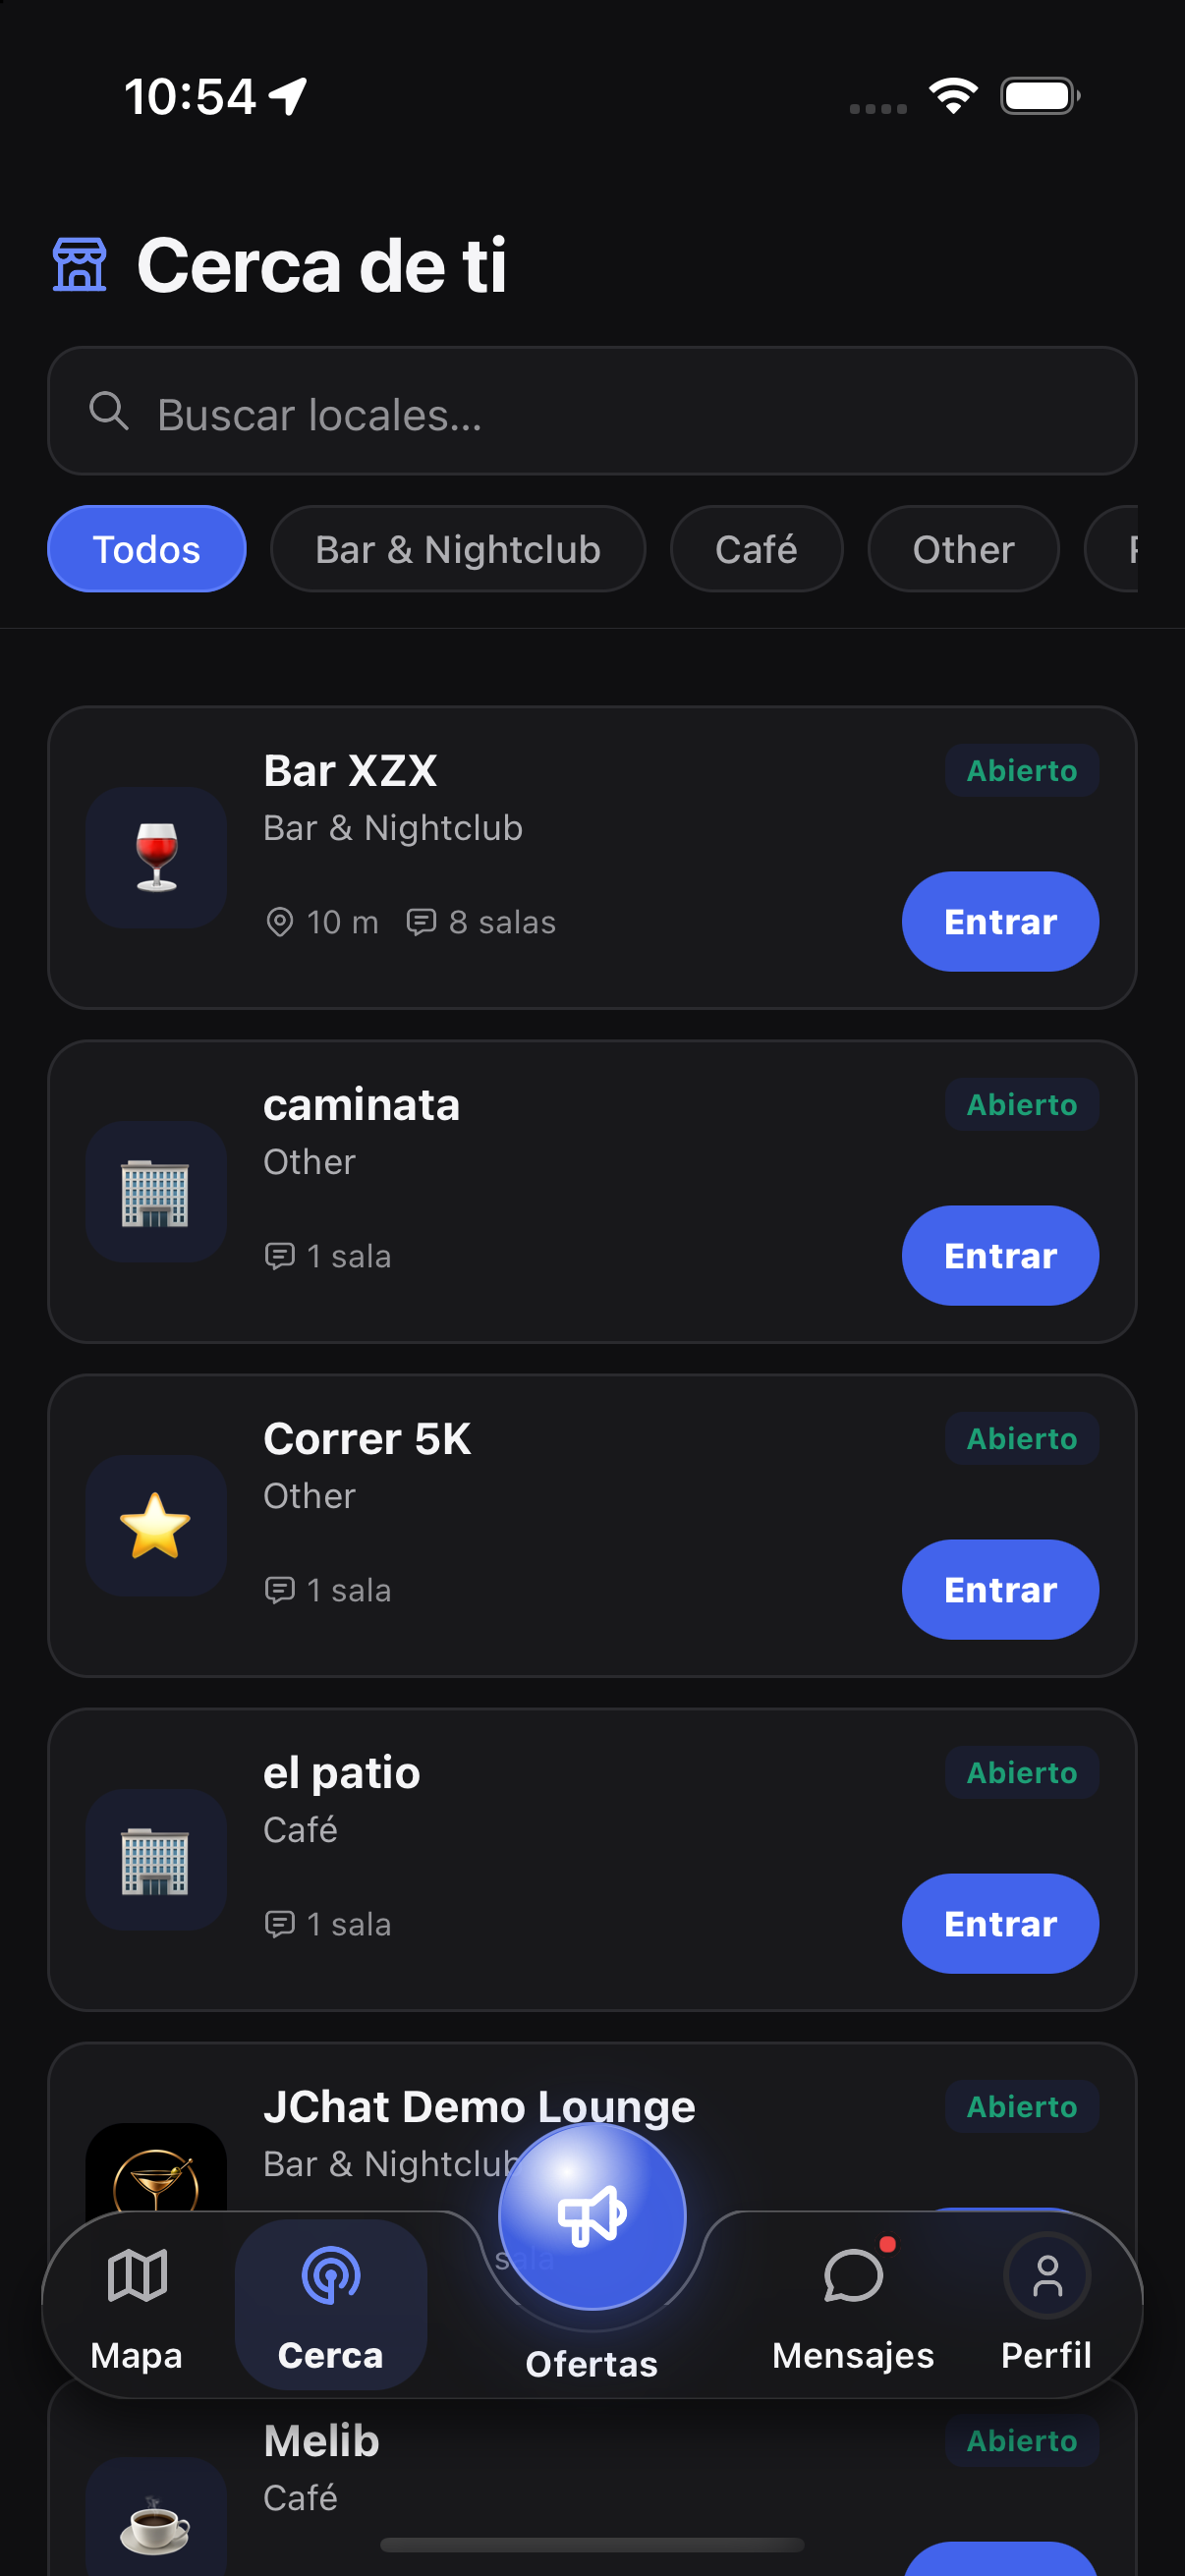 10:54
Cerca de ti
Buscar locales...
Todos
Bar & Nightclub
Café
Other
Bar XZX
Abierto
Bar & Nightclub
10 m
8 salas
Entrar
caminata
Abierto
Other
1 sala
Entrar
Correr 5K
Abierto
Other
1 sala
Entrar
el patio
Abierto
Café
1 sala
Entrar
JChat Demo Lounge
Abierto
Bar & Nightclub
sala
Mapa
Cerca
Ofertas
Mensajes
Perfil
Melib
Abierto
Café